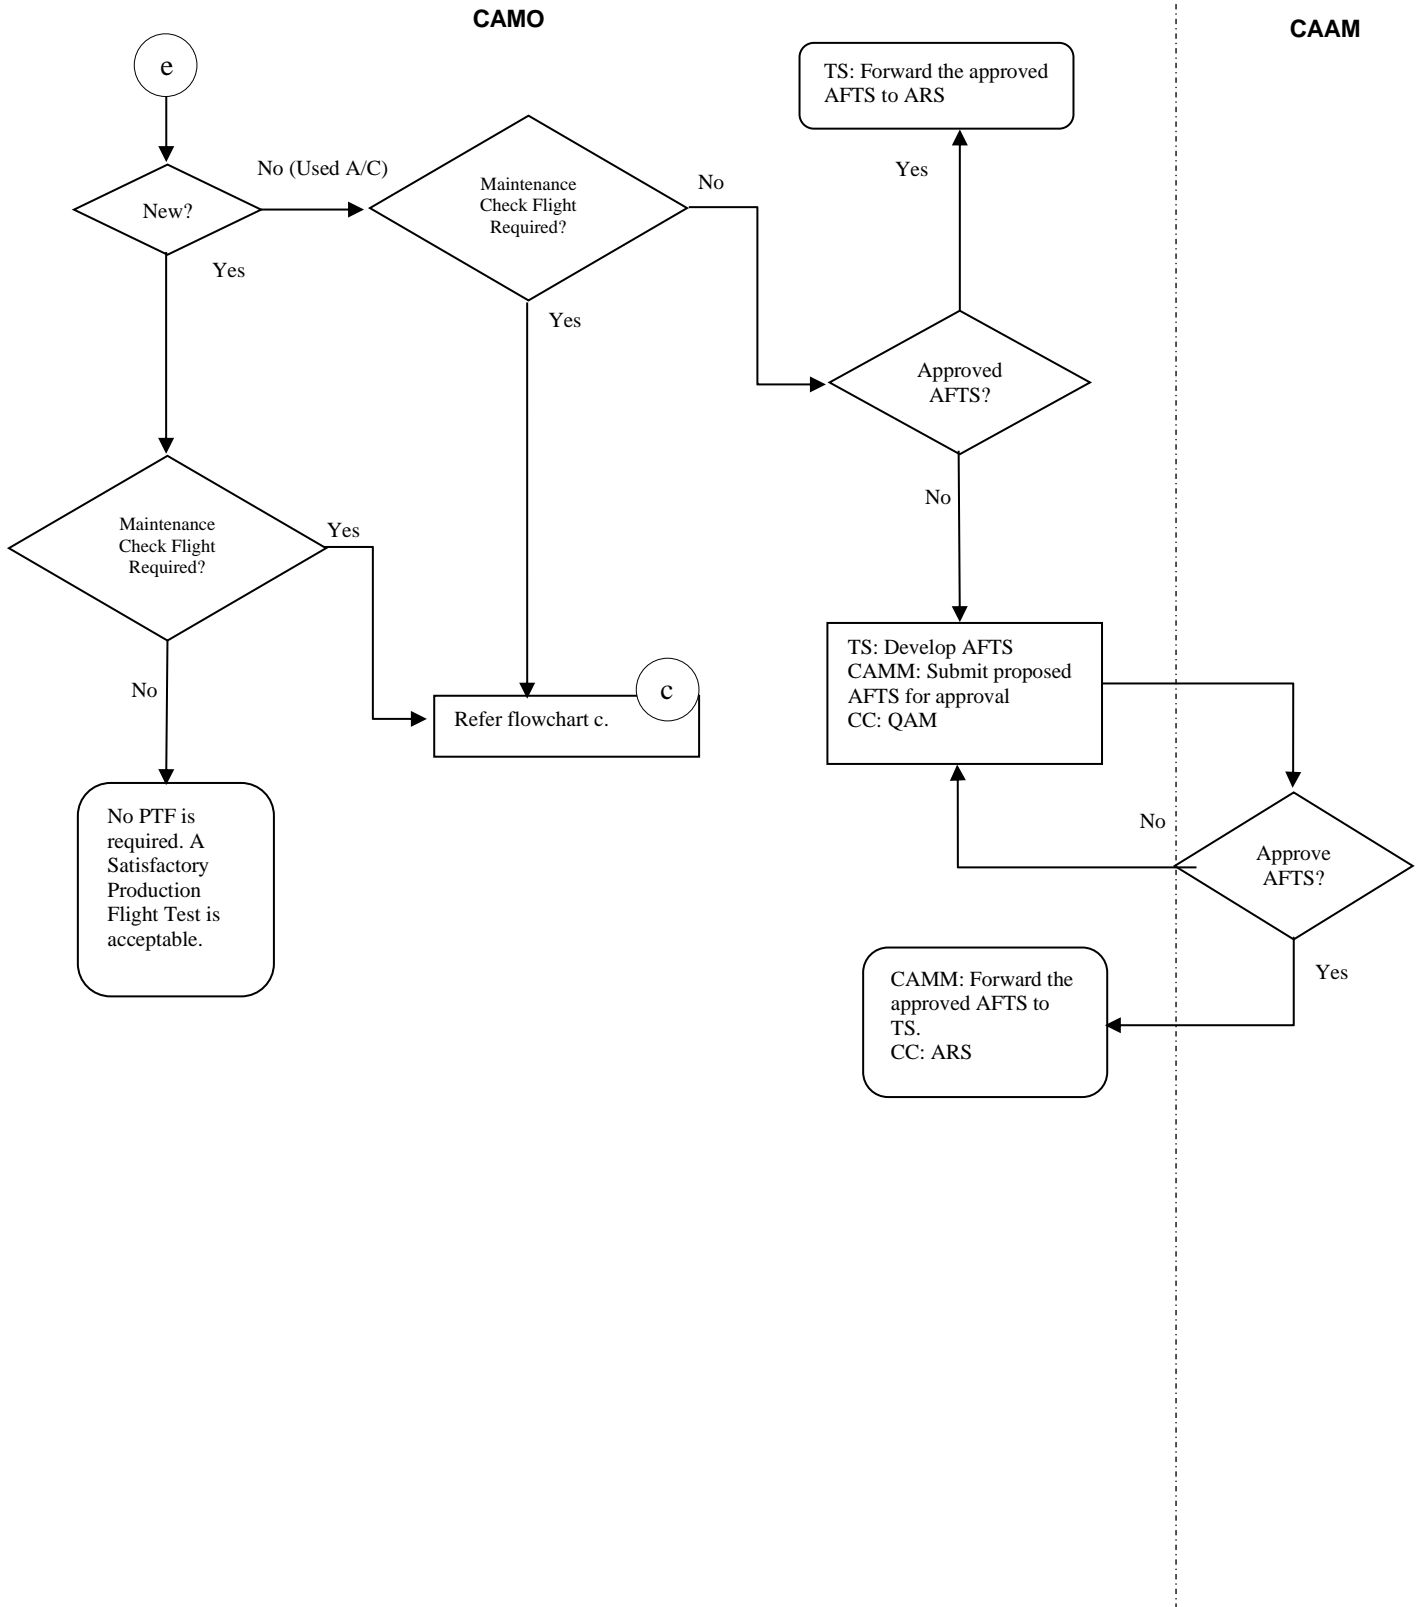 CAMO
CAAM
e
TS: Forward the approved
AFTS to ARS
No (Used A/C)
Maintenance
Check Flight
Required?
No
Yes
New?
Yes
Yes
Approved
AFTS?
No
Maintenance
Check Flight
Required?
Yes
TS: Develop AFTS
CAMM: Submit proposed
AFTS for approval
CC: QAM
No
c
Refer flowchart c.
No PTF is
required. A
Satisfactory
Production
Flight Test is
acceptable.
No
Approve
AFTS?
Yes
CAMM: Forward the
approved AFTS to
TS.
CC: ARS